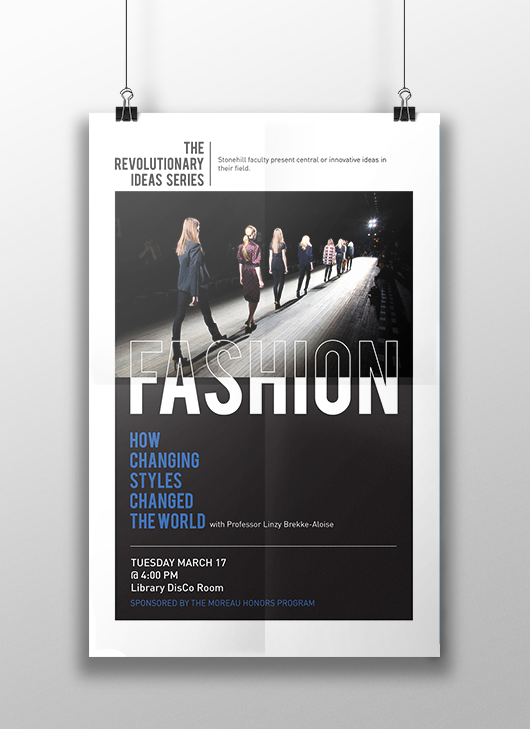 THE
REVOLUTIONARY
IDEAS SERIES
Stonehill faculty present central or innovative ideas in
their field.
FASHION
HOW
CHANGING
STYLES
CHANGED
THE WORLD with Professor Linzy Brekke-Aloise
TUESDAY MARCH 17
@ 4:00 PM
Library DisCo Room
SPONSORED BY THE MOREAU HONORS PROGRAM